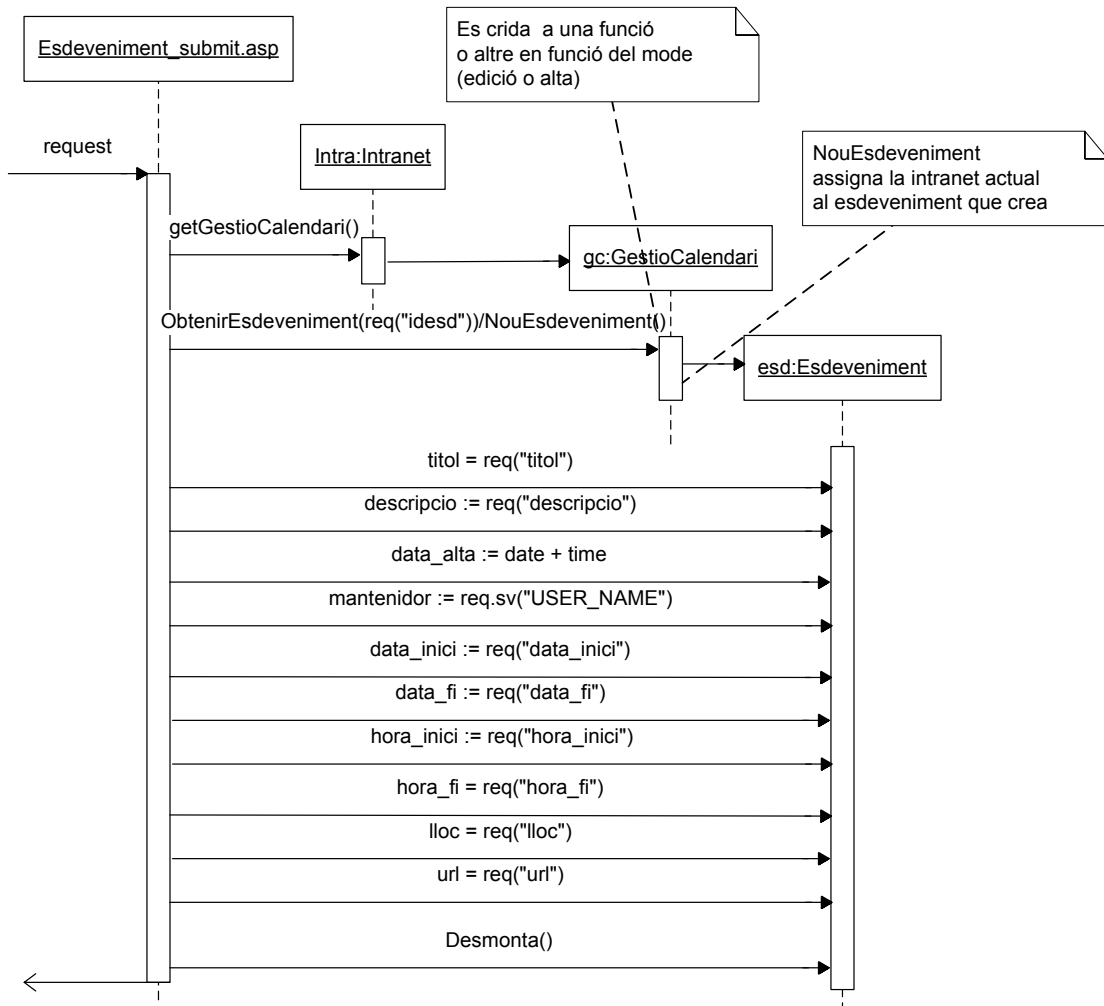 Esdeveniment_submit.asp
Es crida  a una funció
o altre en funció del mode
(edició o alta)
request
Intra:Intranet
NouEsdeveniment
assigna la intranet actual
al esdeveniment que crea
getGestioCalendari()
gc:GestioCalendari
ObtenirEsdeveniment(req("idesd"))/NouEsdeveniment()
esd:Esdeveniment
titol = req("titol")
descripcio := req("descripcio")
data_alta := date + time
mantenidor := req.sv("USER_NAME")
data_inici := req("data_inici")
data_fi := req("data_fi")
hora_inici := req("hora_inici")
hora_fi = req("hora_fi")
lloc = req("lloc")
url = req("url")
Desmonta()